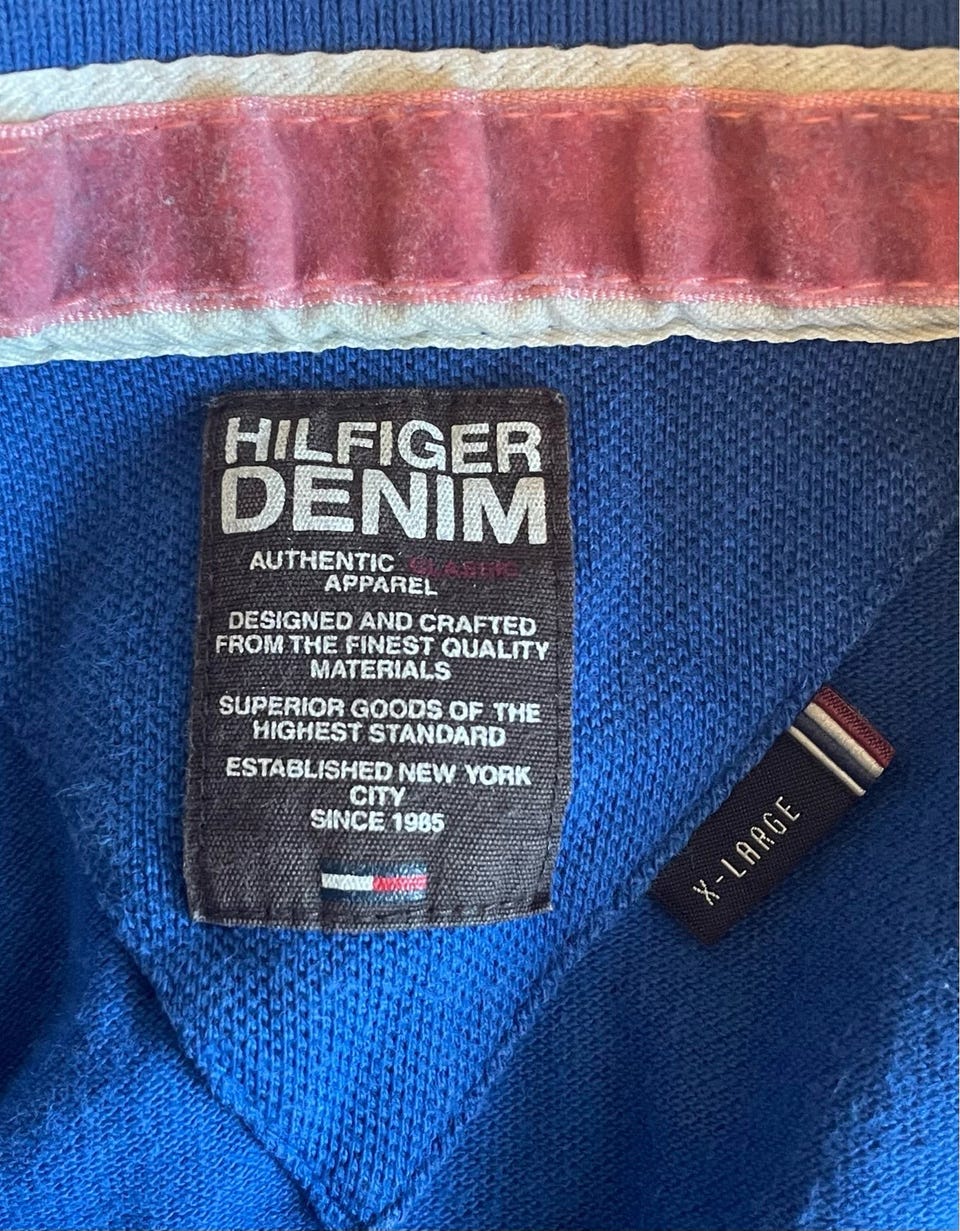 HILFIGER
DENIM
AUTHENTIC CLASSIC
APPAREL
DESIGNED AND CRAFTED
FROM THE FINEST QUALITY
MATERIALS
SUPERIOR GOODS OF THE
HIGHEST STANDARD
ESTABLISHED NEW YORK
CITY
SINCE 1985
X-LARGE